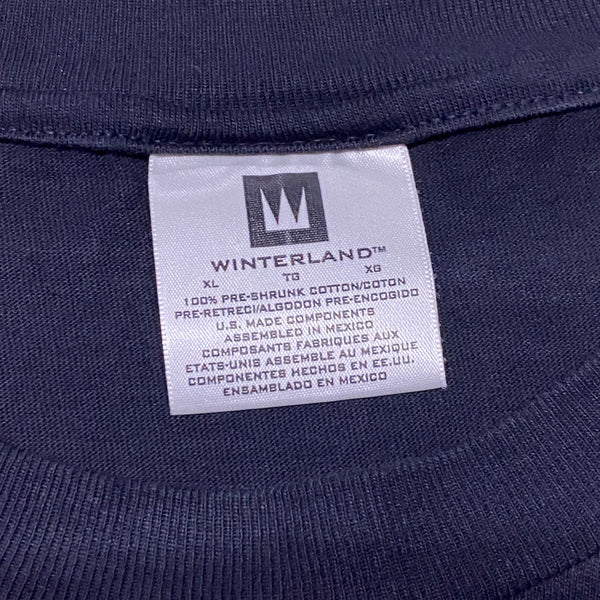 W
WINTERLAND™
XL TG XG
100% PRE-SHRUNK COTTON/COTON
PRE-RETRECI/ALGODON PRE-ENCOGIDO
U.S. MADE COMPONENTS
ASSEMBLED IN MEXICO
COMPOSANTS FABRIQUES AUX
ETATS-UNIS ASSEMBLE AU MEXIQUE
COMPONENTES HECHOS EN EE.UU.
ENSAMBLADO EN MEXICO